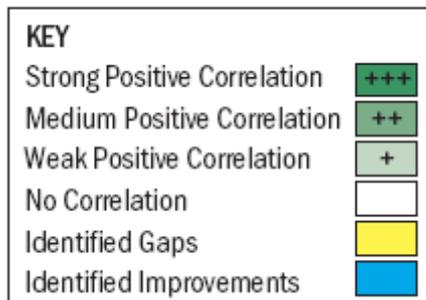 KEY
Strong Positive Correlation +++
Medium Positive Correlation ++
Weak Positive Correlation +
No Correlation
Identified Gaps
Identified Improvements